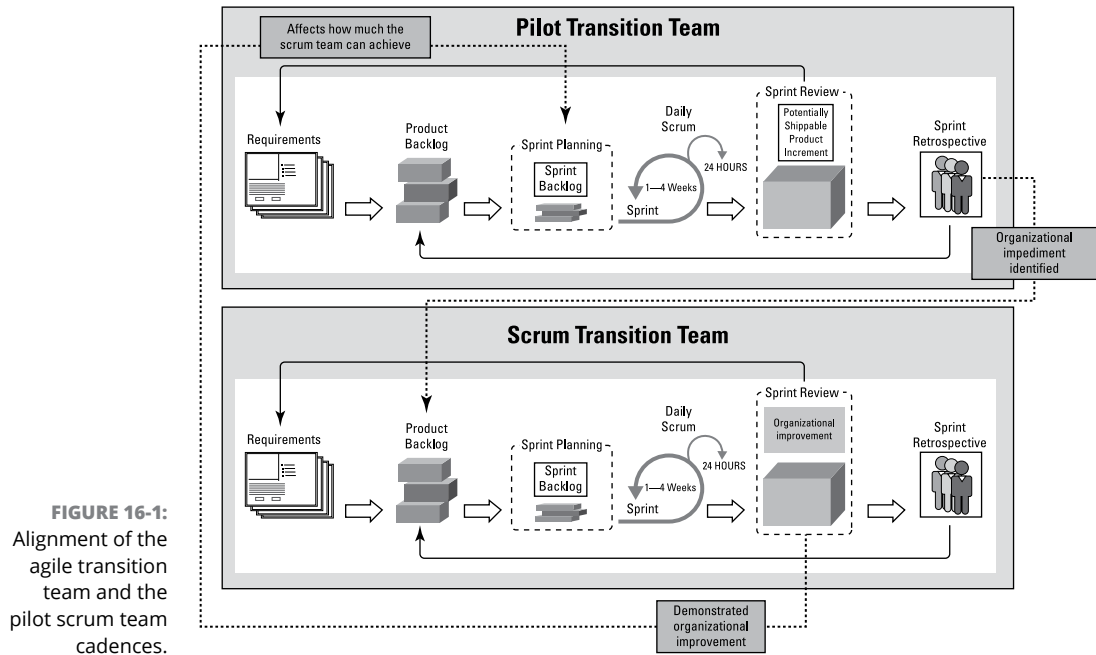 Affects how much the
scrum team can achieve
Pilot Transition Team
Requirements
Product
Backlog
Sprint Planning
Sprint
Backlog
Daily
Scrum
24 HOURS
1—4 Weeks
Sprint
Sprint Review
Potentially
Shippable
Product
Increment
Sprint
Retrospective
Organizational
impediment
identified
Scrum Transition Team
Requirements
Product
Backlog
Sprint Planning
Sprint
Backlog
Daily
Scrum
24 HOURS
1—4 Weeks
Sprint
Sprint Review
Organizational
improvement
Sprint
Retrospective
Demonstrated
organizational
improvement
FIGURE 16-1:
Alignment of the
agile transition
team and the
pilot scrum team
cadences.